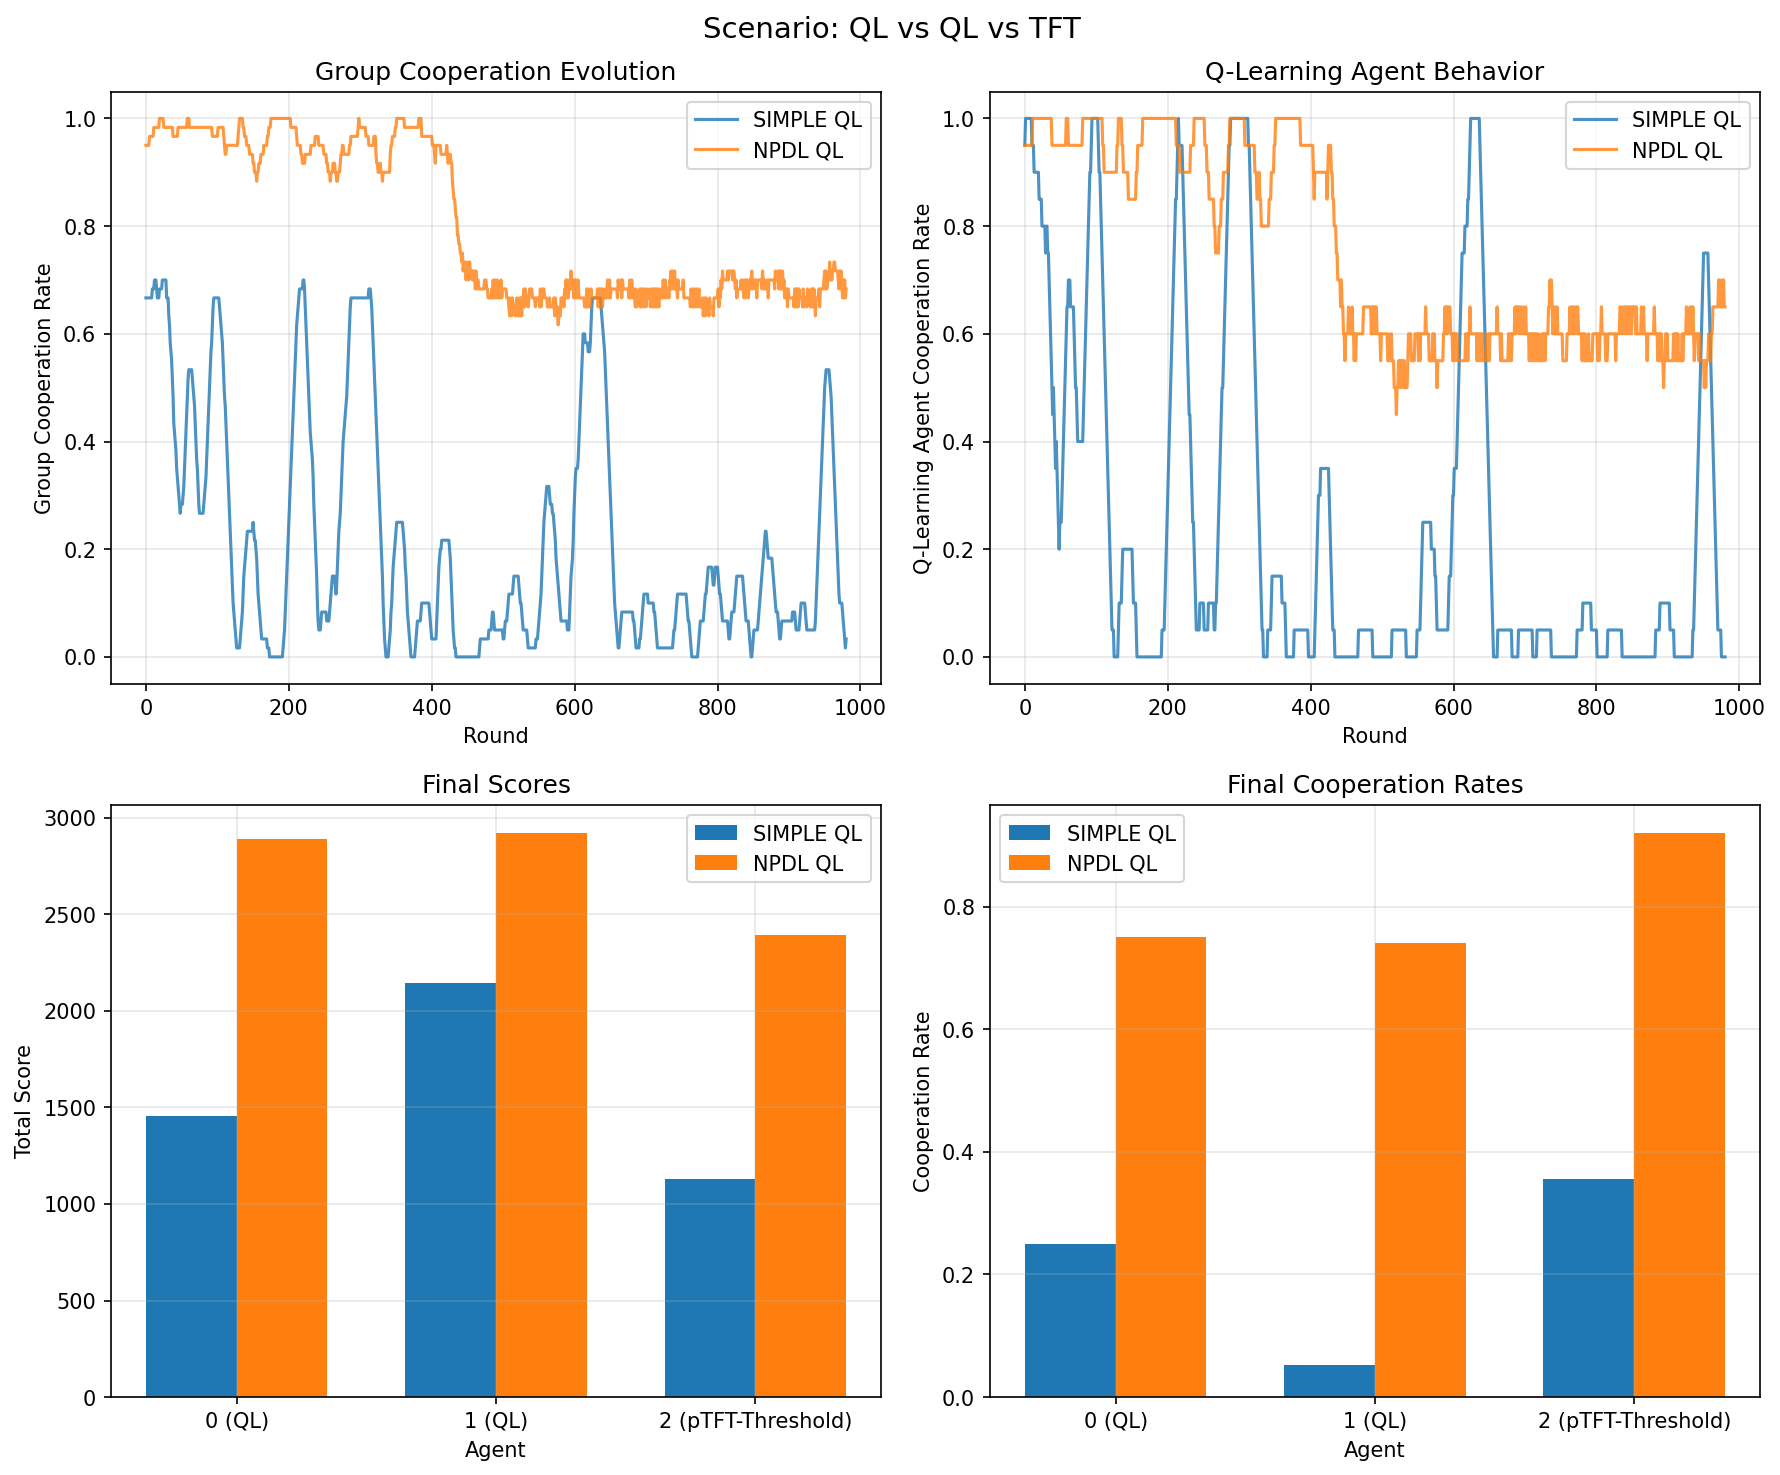 Scenario: QL vs QL vs TFT
Group Cooperation Evolution
Group Cooperation Rate
1.0
0.8
0.6
0.4
0.2
0.0
SIMPLE QL
NPDL QL
0 200 400 600 800 1000
Round
Q-Learning Agent Behavior
Q-Learning Agent Cooperation Rate
1.0
0.8
0.6
0.4
0.2
0.0
SIMPLE QL
NPDL QL
0 200 400 600 800 1000
Round
Final Scores
Total Score
3000
2500
2000
1500
1000
500
0
SIMPLE QL
NPDL QL
0 (QL) 1 (QL) 2 (pTFT-Threshold)
Agent
Final Cooperation Rates
Cooperation Rate
0.8
0.6
0.4
0.2
0.0
SIMPLE QL
NPDL QL
0 (QL) 1 (QL) 2 (pTFT-Threshold)
Agent